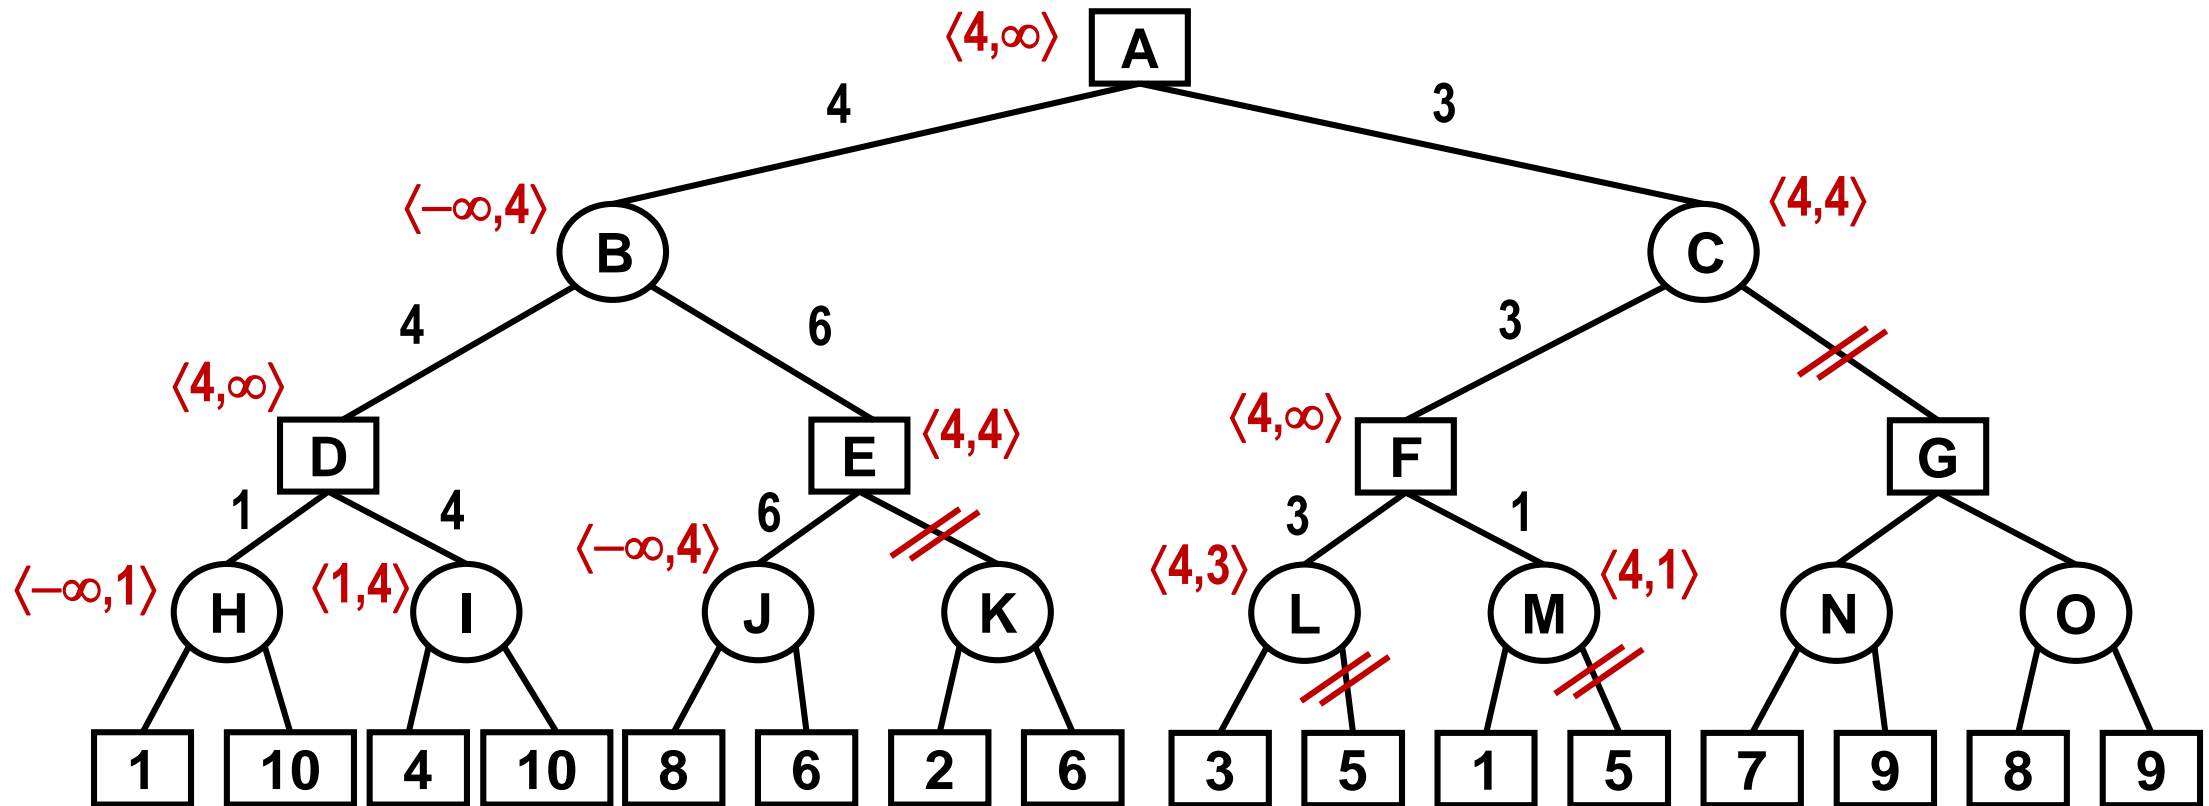 ⟨4,∞⟩ A
4 3
⟨–∞,4⟩ B C ⟨4,4⟩
4 6 3
⟨4,∞⟩ D E ⟨4,4⟩ ⟨4,∞⟩ F G
1 4 6 3 1
⟨–∞,1⟩ H ⟨1,4⟩ I ⟨–∞,4⟩ J K ⟨4,3⟩ L M ⟨4,1⟩ N O
1 10 4 10 8 6 2 6 3 5 1 5 7 9 8 9